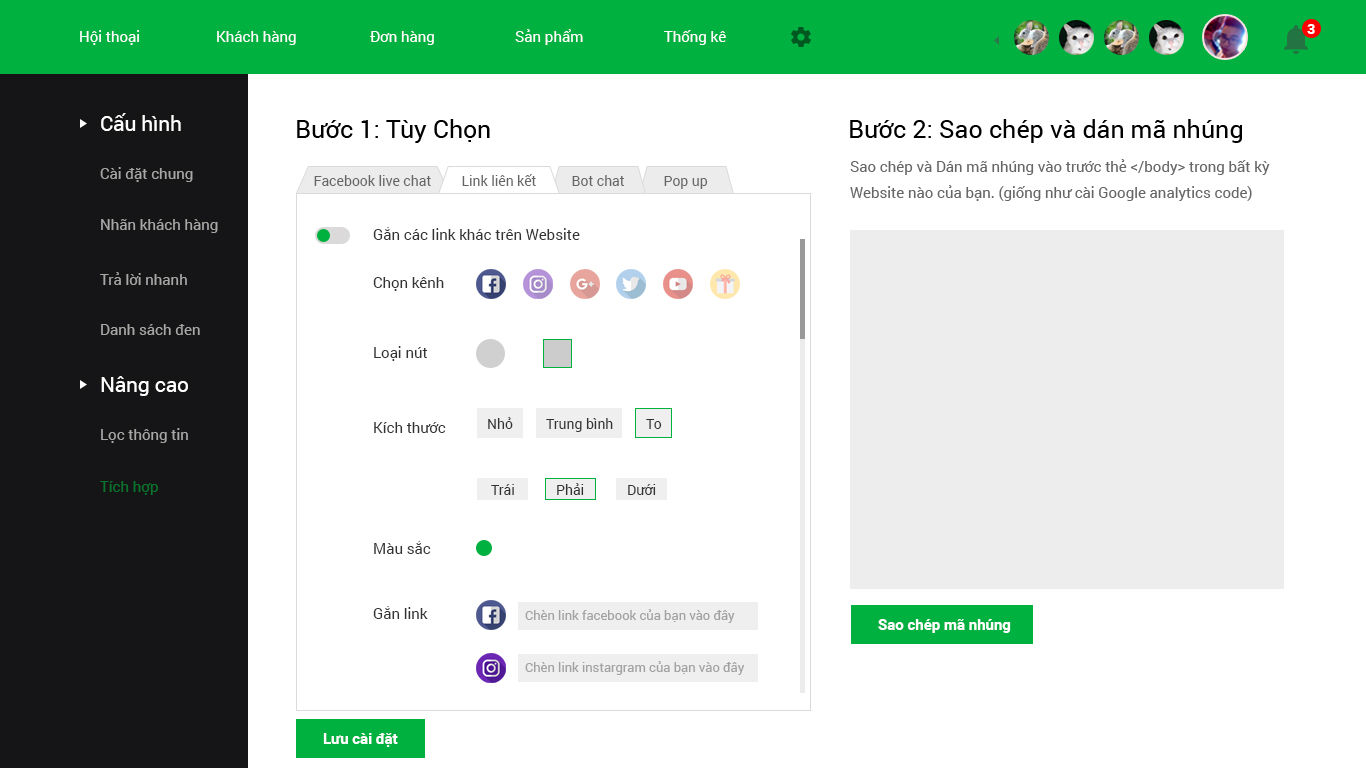 Hội thoại
Khách hàng
Đơn hàng
Sản phẩm
Thống kê
3
Cấu hình
Cài đặt chung
Nhãn khách hàng
Trả lời nhanh
Danh sách đen
Nâng cao
Lọc thông tin
Tích hợp
Bước 1: Tùy Chọn
Facebook live chat
Link liên kết
Bot chat
Pop up
Gắn các link khác trên Website
Chọn kênh
G+
Loại nút
Kích thước
Nhỏ
Trung bình
To
Trái
Phải
Dưới
Màu sắc
Gắn link
Chèn link facebook của bạn vào đây
Chèn link instargram của bạn vào đây
Lưu cài đặt
Bước 2: Sao chép và dán mã nhúng
Sao chép và Dán mã nhúng vào trước thẻ </body> trong bất kỳ
Website nào của bạn. (giống như cài Google analytics code)
Sao chép mã nhúng